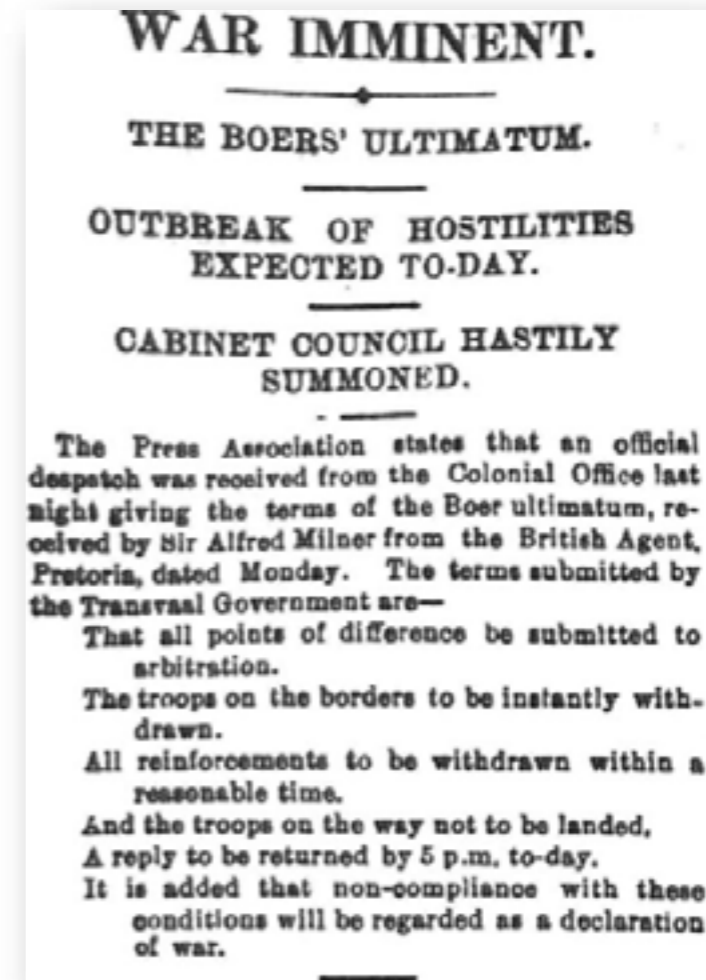 WAR IMMINENT.
THE BOERS' ULTIMATUM.
OUTBREAK OF HOSTILITIES
EXPECTED TO-DAY.
CABINET COUNCIL HASTILY
SUMMONED.
The Press Association states that an official
despatch was received from the Colonial Office last
night giving the terms of the Boer ultimatum, re-
ceived by Sir Alfred Milner from the British Agent,
Pretoria, dated Monday. The terms submitted by
the Transvaal Government are—
That all points of difference be submitted to
arbitration.
The troops on the borders to be instantly with-
drawn.
All reinforcements to be withdrawn within a
reasonable time.
And the troops on the way not to be landed,
A reply to be returned by 5 p.m. to-day.
It is added that non-compliance with these
conditions will be regarded as a declaration
of war.